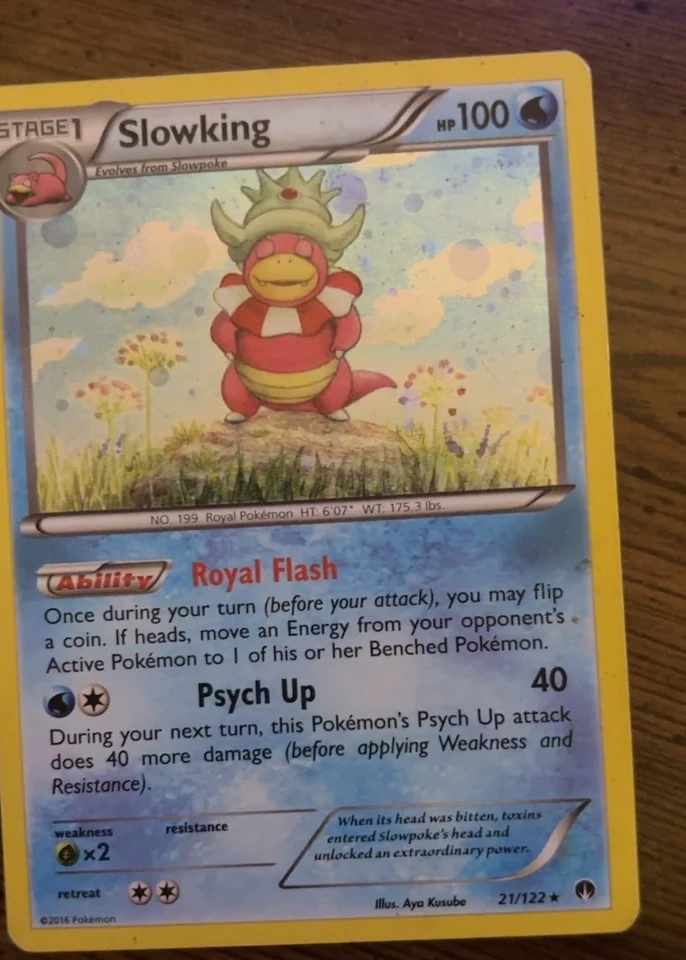 STAGE1 Slowking HP100
Evolves from Slowpoke
NO. 199 Royal Pokémon HT: 6'07" WT: 175.3 lbs.
Ability Royal Flash
Once during your turn (before your attack), you may flip
a coin. If heads, move an Energy from your opponent's
Active Pokémon to 1 of his or her Benched Pokémon.
Psych Up 40
During your next turn, this Pokémon's Psych Up attack
does 40 more damage (before applying Weakness and
Resistance).
weakness resistance
×2
When its head was bitten, toxins
entered Slowpoke's head and
unlocked an extraordinary power.
retreat
Illus. Aya Kusube 21/122★
©2016 Pokémon